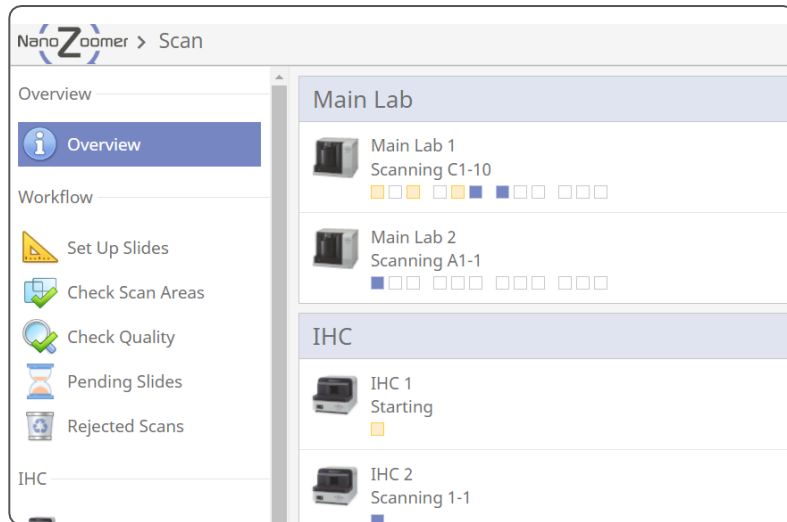 NanoZoomer > Scan
Overview
Overview
Workflow
Set Up Slides
Check Scan Areas
Check Quality
Pending Slides
Rejected Scans
IHC
Main Lab
Main Lab 1
Scanning C1-10
Main Lab 2
Scanning A1-1
IHC
IHC 1
Starting
IHC 2
Scanning 1-1